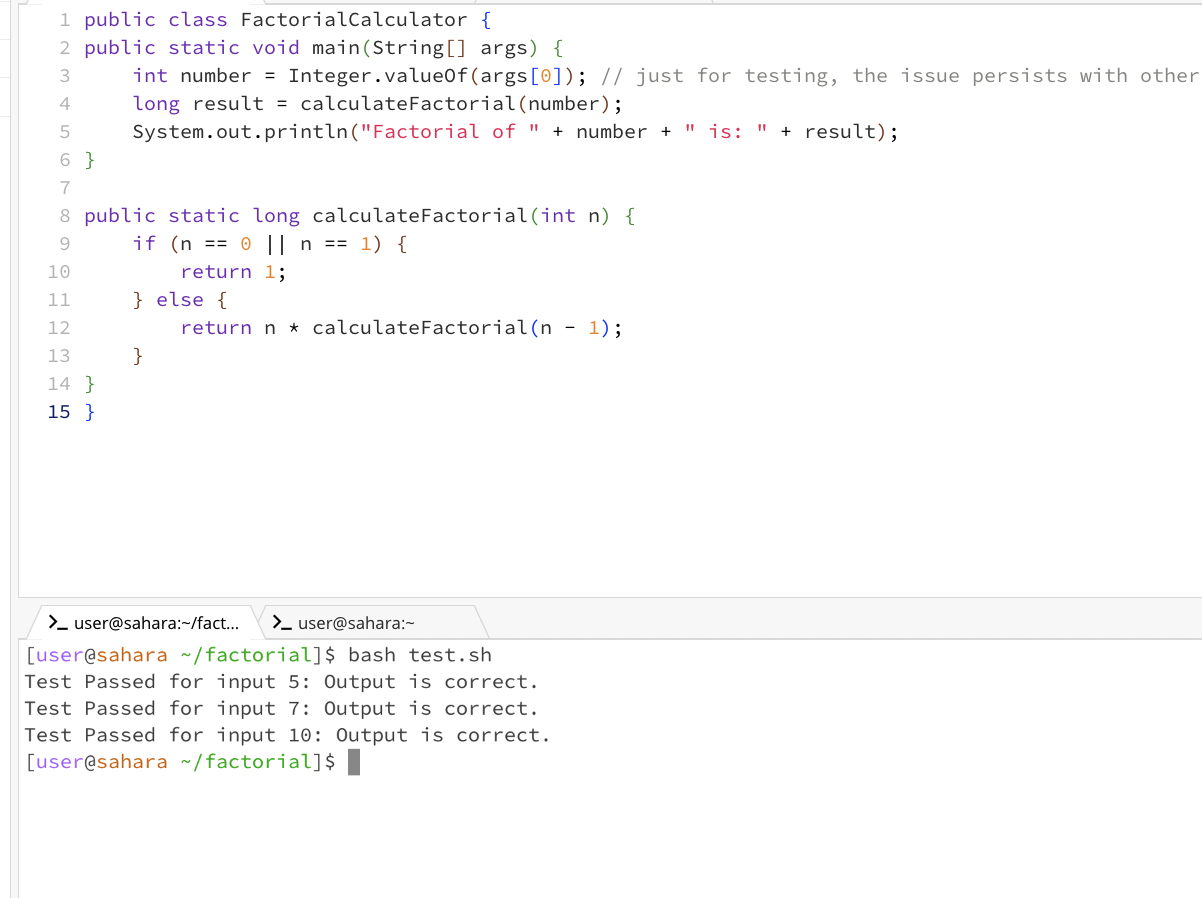 1 public class FactorialCalculator {
2 public static void main(String[] args) {
3     int number = Integer.valueOf(args[0]); // just for testing, the issue persists with other
4     long result = calculateFactorial(number);
5     System.out.println("Factorial of " + number + " is: " + result);
6 }
7
8 public static long calculateFactorial(int n) {
9     if (n == 0 || n == 1) {
10         return 1;
11     } else {
12         return n * calculateFactorial(n - 1);
13     }
14 }
15 }
>_ user@sahara:~/fact... >_ user@sahara:~
[user@sahara ~/factorial]$ bash test.sh
Test Passed for input 5: Output is correct.
Test Passed for input 7: Output is correct.
Test Passed for input 10: Output is correct.
[user@sahara ~/factorial]$